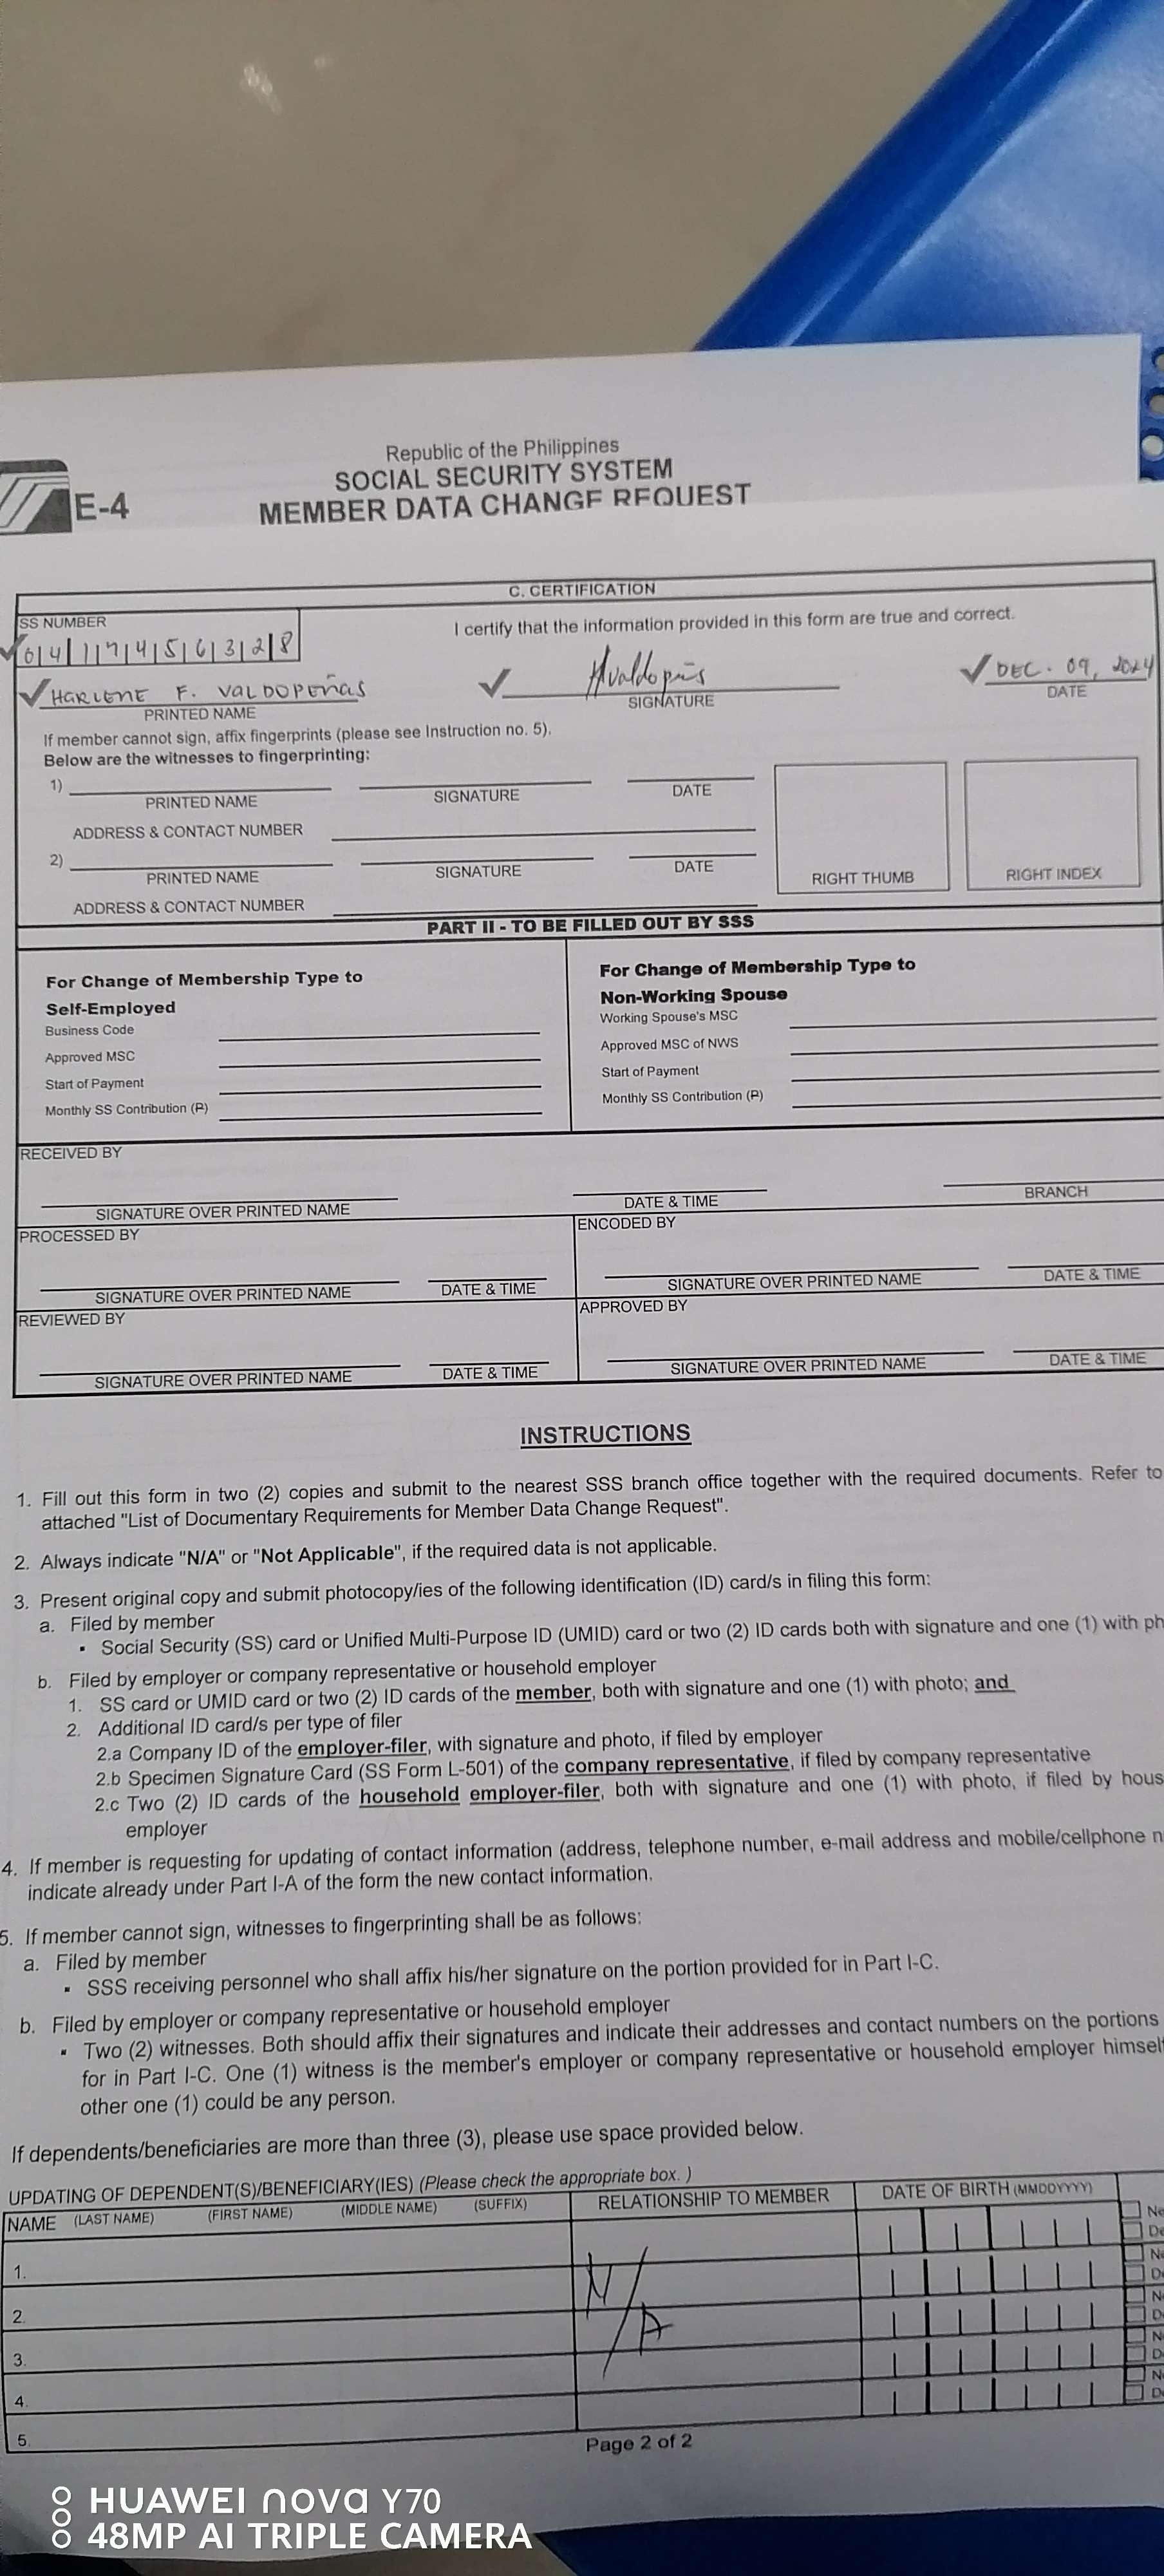 Republic of the Philippines
SOCIAL SECURITY SYSTEM
E-4
MEMBER DATA CHANGE REQUEST
C. CERTIFICATION
SS NUMBER
I certify that the information provided in this form are true and correct.
0|4|1|7|4|5|6|3|2|8
HARLENE F. VALDOPEÑAS
DEC. 09, 2024
PRINTED NAME
SIGNATURE
DATE
If member cannot sign, affix fingerprints (please see Instruction no. 5).
Below are the witnesses to fingerprinting:
1)
PRINTED NAME SIGNATURE DATE
ADDRESS & CONTACT NUMBER
2)
PRINTED NAME SIGNATURE DATE
RIGHT THUMB RIGHT INDEX
ADDRESS & CONTACT NUMBER
PART II - TO BE FILLED OUT BY SSS
For Change of Membership Type to
Self-Employed
Business Code
Approved MSC
Start of Payment
Monthly SS Contribution (₱)
For Change of Membership Type to
Non-Working Spouse
Working Spouse's MSC
Approved MSC of NWS
Start of Payment
Monthly SS Contribution (₱)
RECEIVED BY
SIGNATURE OVER PRINTED NAME DATE & TIME BRANCH
PROCESSED BY
SIGNATURE OVER PRINTED NAME DATE & TIME
ENCODED BY
SIGNATURE OVER PRINTED NAME DATE & TIME
REVIEWED BY
SIGNATURE OVER PRINTED NAME DATE & TIME
APPROVED BY
SIGNATURE OVER PRINTED NAME DATE & TIME
INSTRUCTIONS
1. Fill out this form in two (2) copies and submit to the nearest SSS branch office together with the required documents. Refer to
attached "List of Documentary Requirements for Member Data Change Request".
2. Always indicate "N/A" or "Not Applicable", if the required data is not applicable.
3. Present original copy and submit photocopy/ies of the following identification (ID) card/s in filing this form:
a. Filed by member
▪ Social Security (SS) card or Unified Multi-Purpose ID (UMID) card or two (2) ID cards both with signature and one (1) with ph
b. Filed by employer or company representative or household employer
1. SS card or UMID card or two (2) ID cards of the member, both with signature and one (1) with photo; and
2. Additional ID card/s per type of filer
2.a Company ID of the employer-filer, with signature and photo, if filed by employer
2.b Specimen Signature Card (SS Form L-501) of the company representative, if filed by company representative
2.c Two (2) ID cards of the household employer-filer, both with signature and one (1) with photo, if filed by hous
employer
4. If member is requesting for updating of contact information (address, telephone number, e-mail address and mobile/cellphone n
indicate already under Part I-A of the form the new contact information.
5. If member cannot sign, witnesses to fingerprinting shall be as follows:
a. Filed by member
▪ SSS receiving personnel who shall affix his/her signature on the portion provided for in Part I-C.
b. Filed by employer or company representative or household employer
▪ Two (2) witnesses. Both should affix their signatures and indicate their addresses and contact numbers on the portions
for in Part I-C. One (1) witness is the member's employer or company representative or household employer himsel
other one (1) could be any person.
If dependents/beneficiaries are more than three (3), please use space provided below.
UPDATING OF DEPENDENT(S)/BENEFICIARY(IES) (Please check the appropriate box. )
NAME (LAST NAME) (FIRST NAME) (MIDDLE NAME) (SUFFIX) RELATIONSHIP TO MEMBER DATE OF BIRTH (MMDDYYYY)
Ne
De
1.
Ne
De
N/A
2.
Ne
De
3.
Ne
De
4.
Ne
De
5.
Page 2 of 2
HUAWEI nova Y70
48MP AI TRIPLE CAMERA